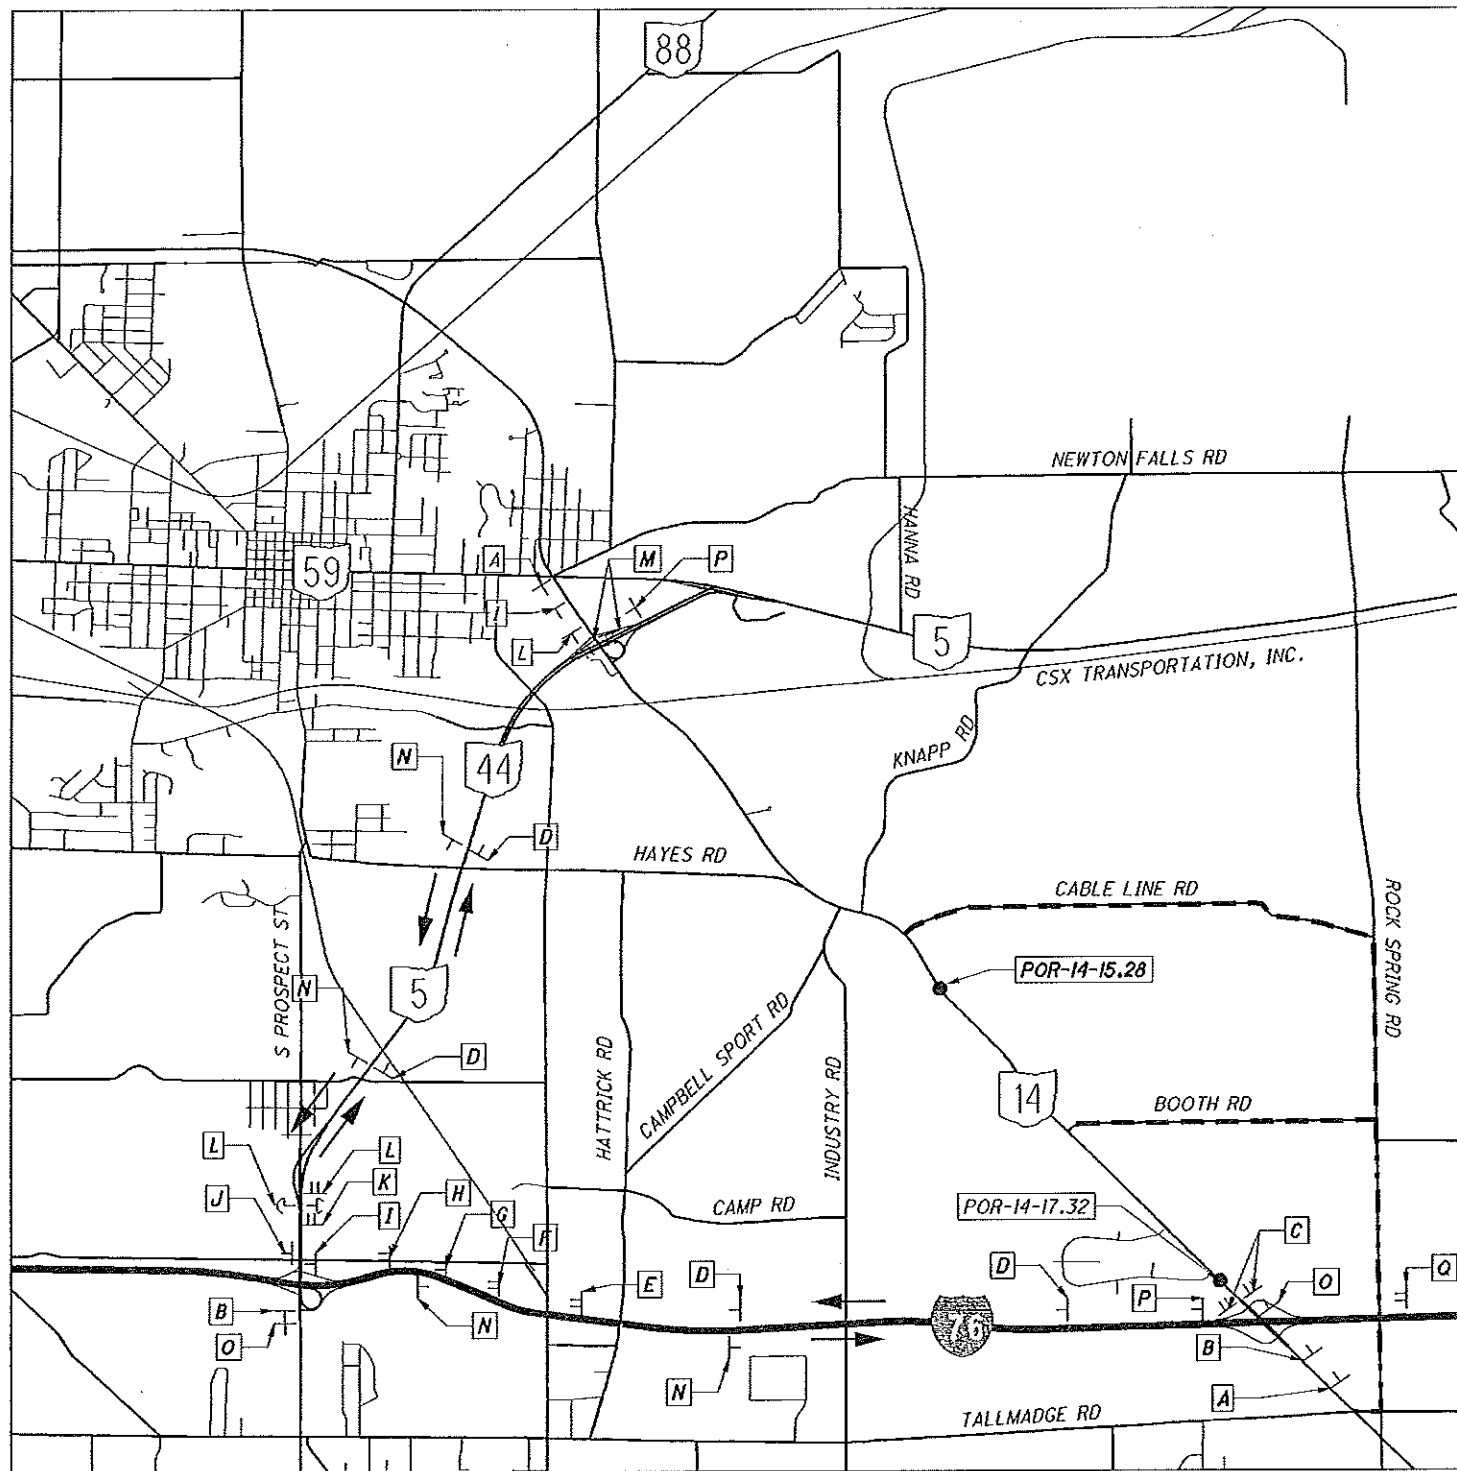 88
NEWTON FALLS RD
HANNA RD
A
M
P
59
I
L
5
CSX TRANSPORTATION, INC.
N
44
KNAPP RD
D
HAYES RD
CABLE LINE RD
ROCK SPRING RD
S PROSPECT ST
POR-14-15.28
N
5
D
HATTRICK RD
CAMPBELL SPORT RD
INDUSTRY RD
14
BOOTH RD
L
L
K
J
I
H
G
F
CAMP RD
POR-14-17.32
C
D
E
D
P
O
Q
B
N
76
O
B
N
A
TALLMADGE RD